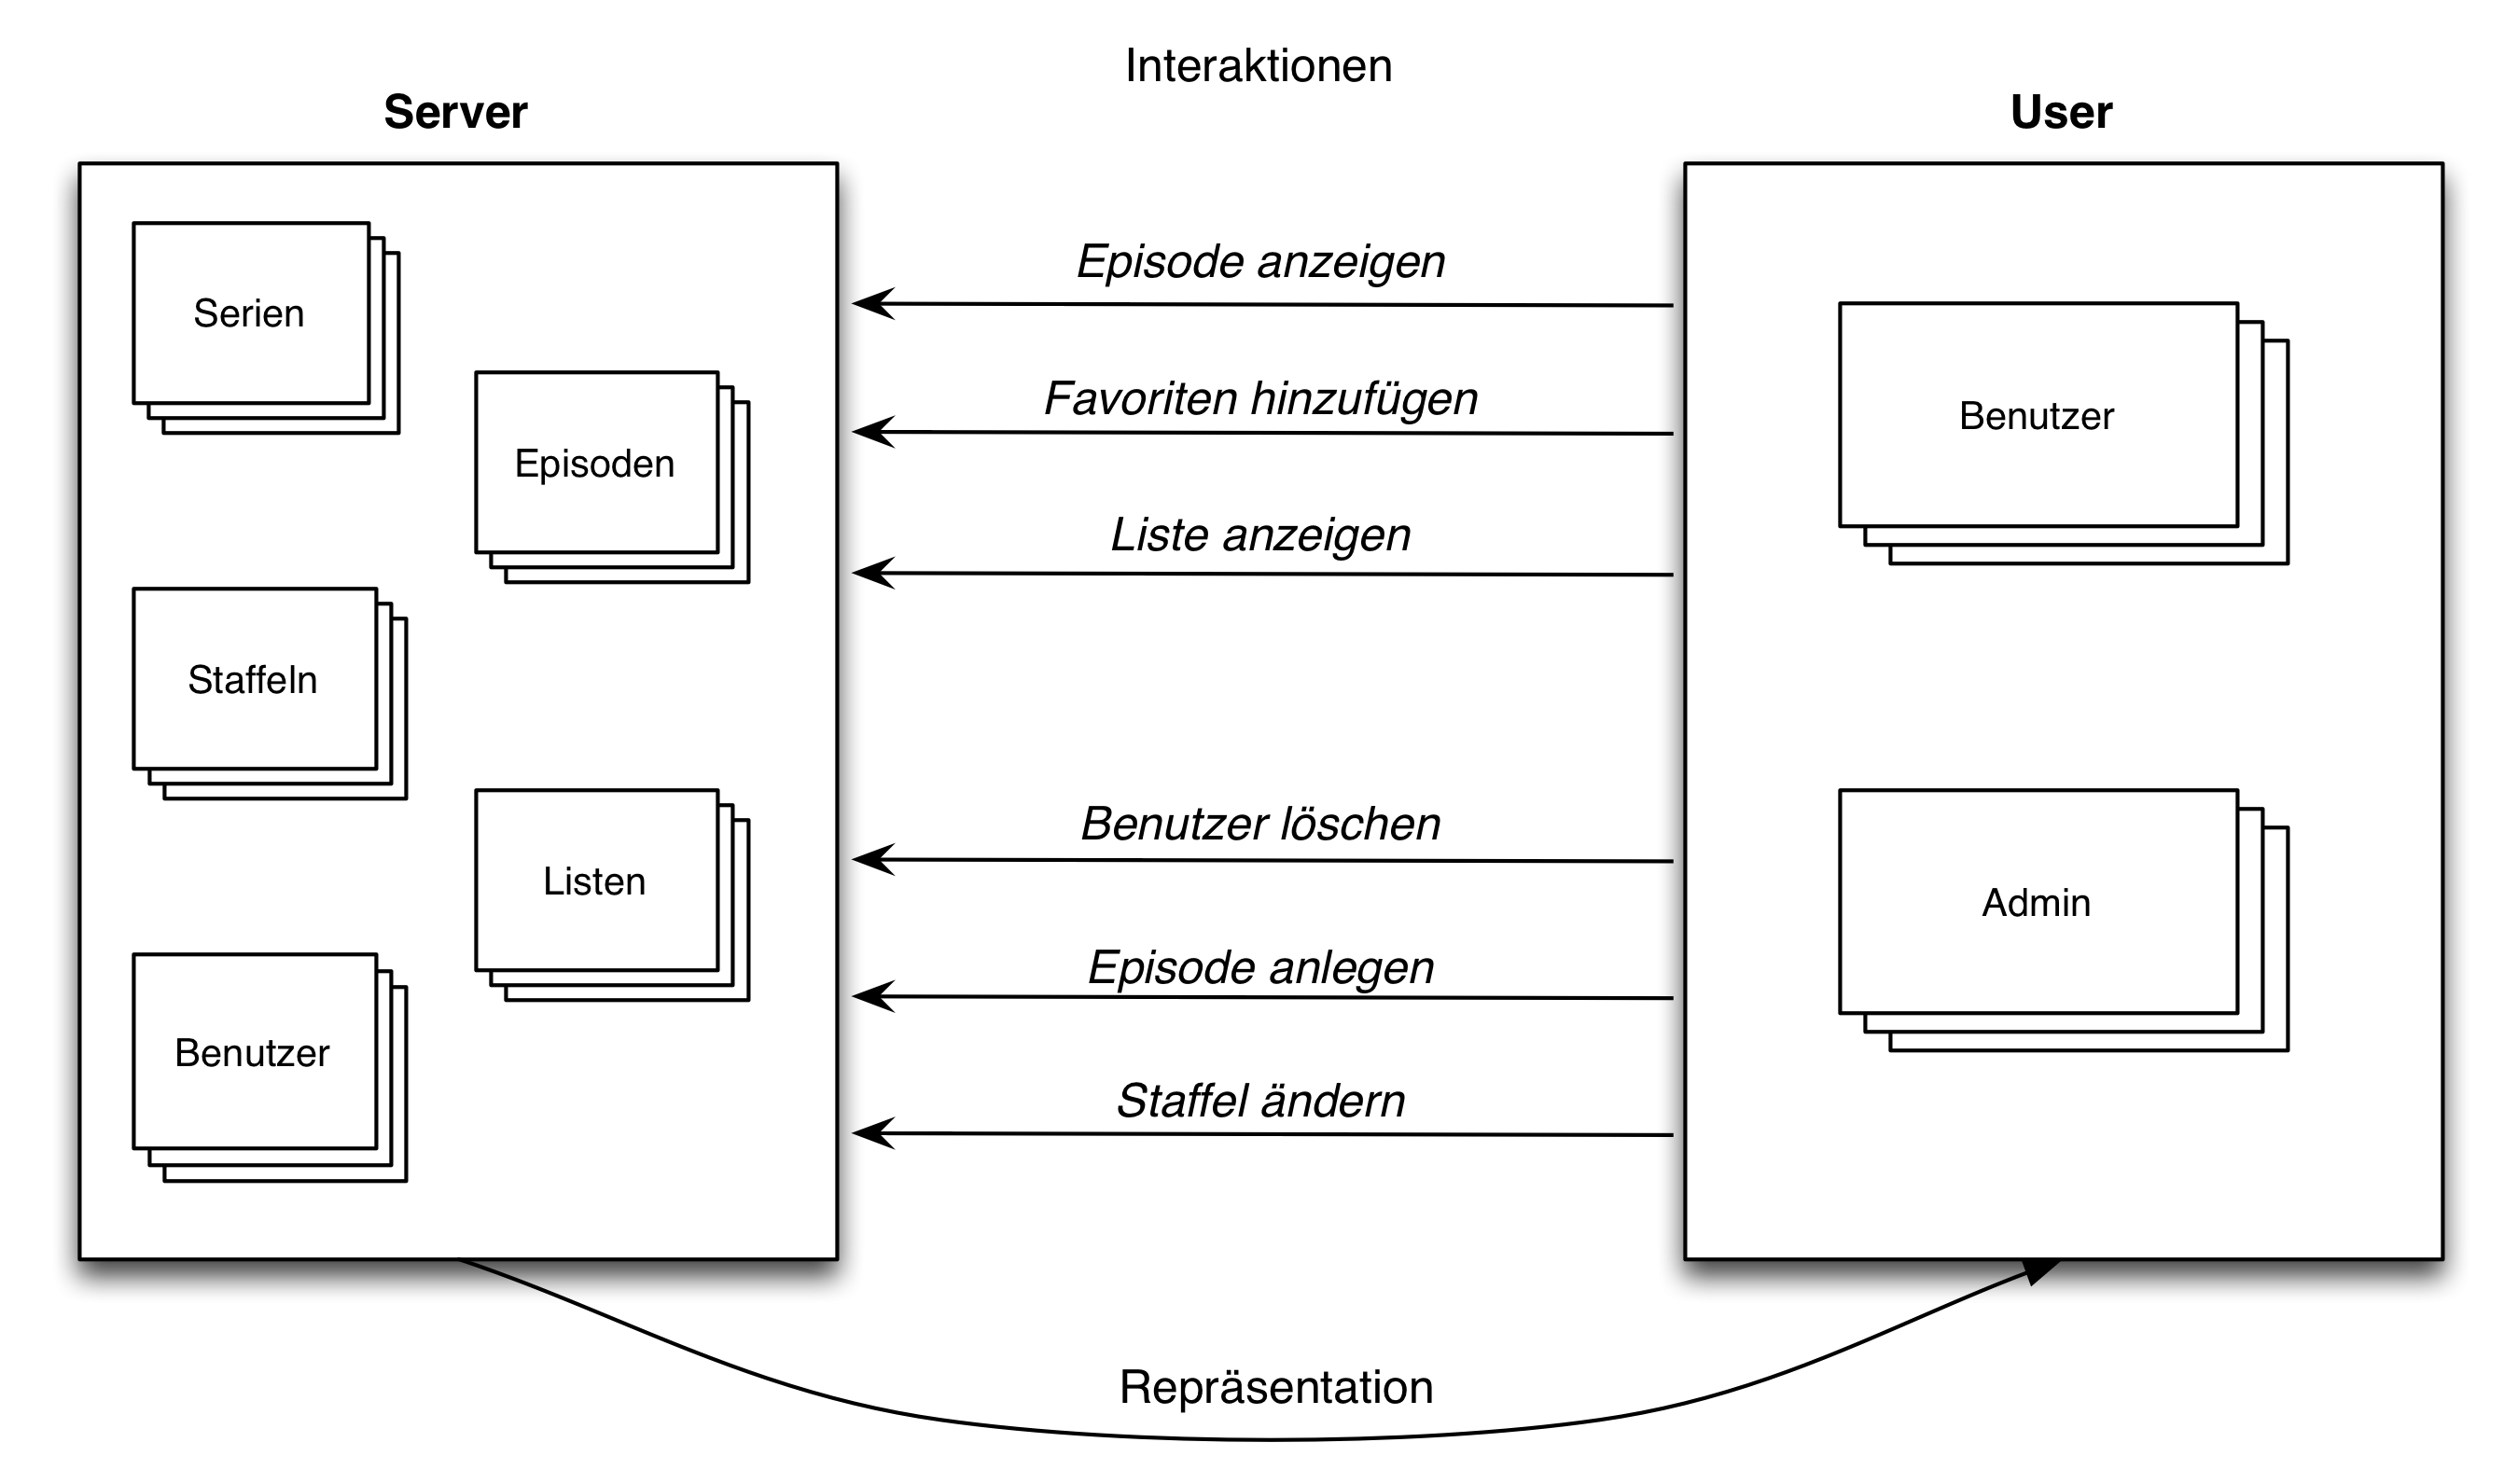 Interaktionen
Server
User
Serien
Episoden
Staffeln
Listen
Benutzer
Episode anzeigen
Favoriten hinzufügen
Liste anzeigen
Benutzer löschen
Episode anlegen
Staffel ändern
Benutzer
Admin
Repräsentation